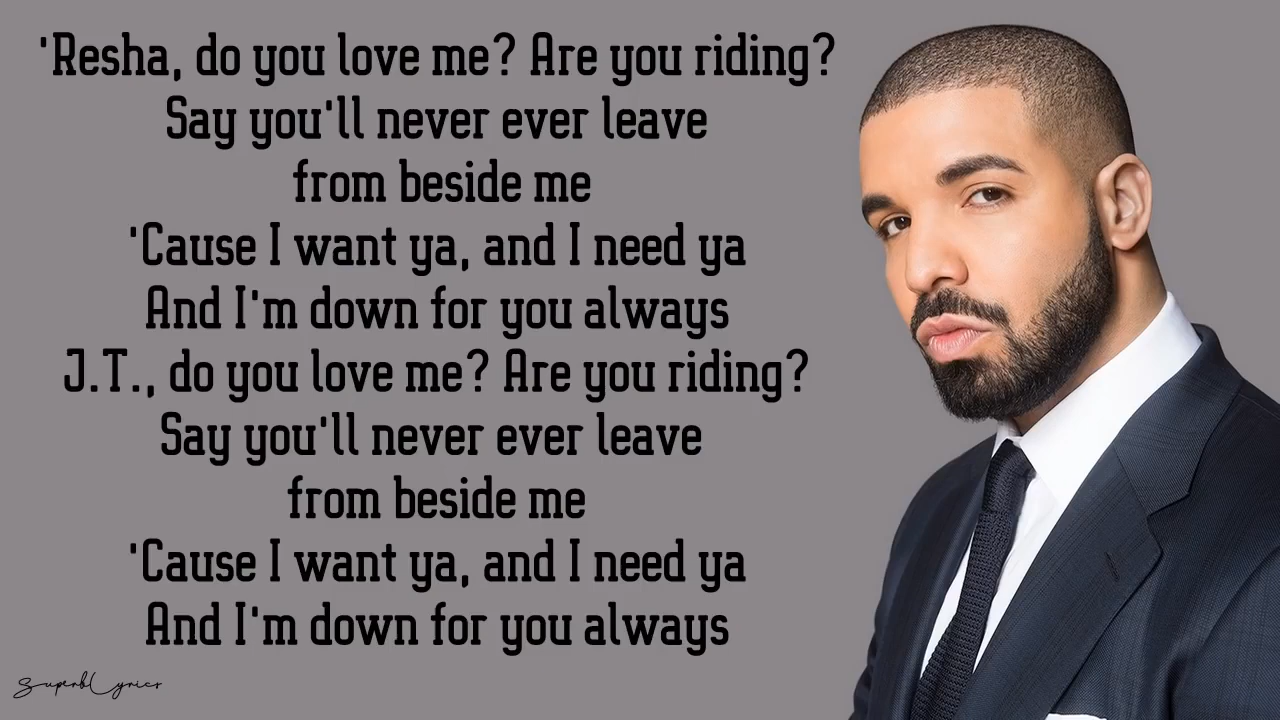 'Resha, do you love me? Are you riding?
Say you'll never ever leave
from beside me
'Cause I want ya, and I need ya
And I'm down for you always
J.T., do you love me? Are you riding?
Say you'll never ever leave
from beside me
'Cause I want ya, and I need ya
And I'm down for you always
SuperbLyrics